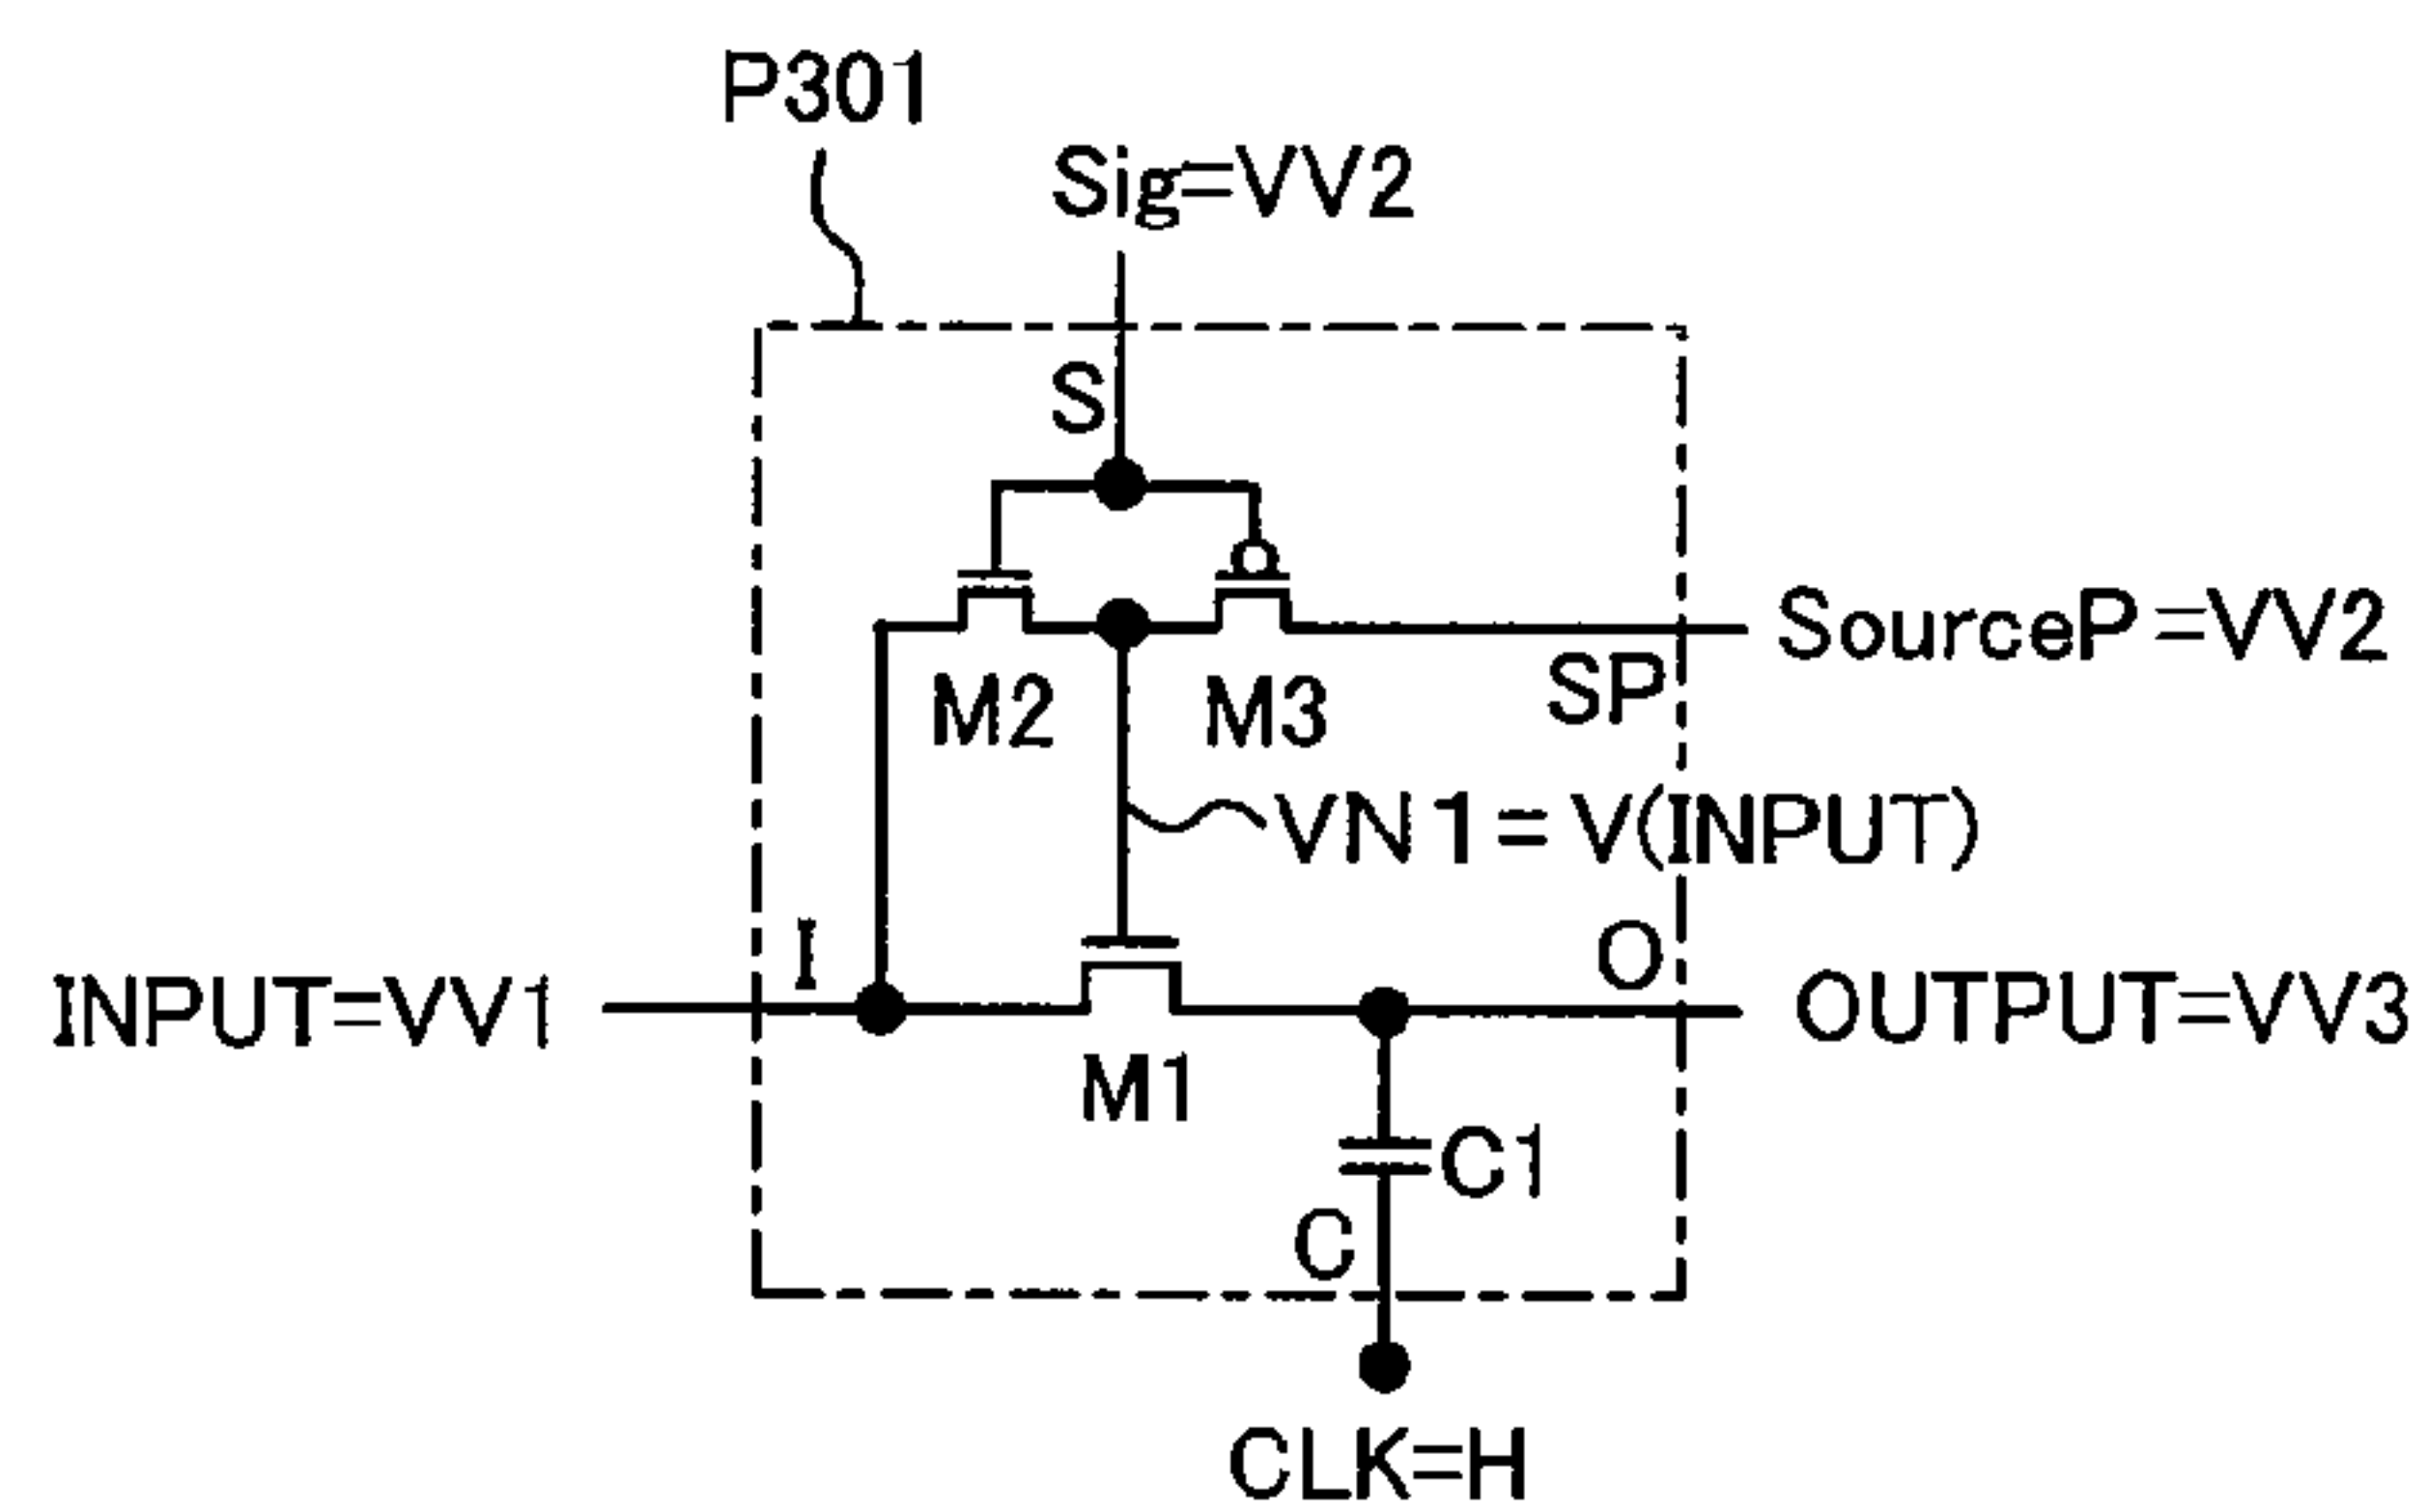 P301
Sig=VV2
S
SourceP=VV2
SP
M2
M3
VN1=V(INPUT)
I
O
INPUT=VV1
OUTPUT=VV3
M1
C1
C
CLK=H